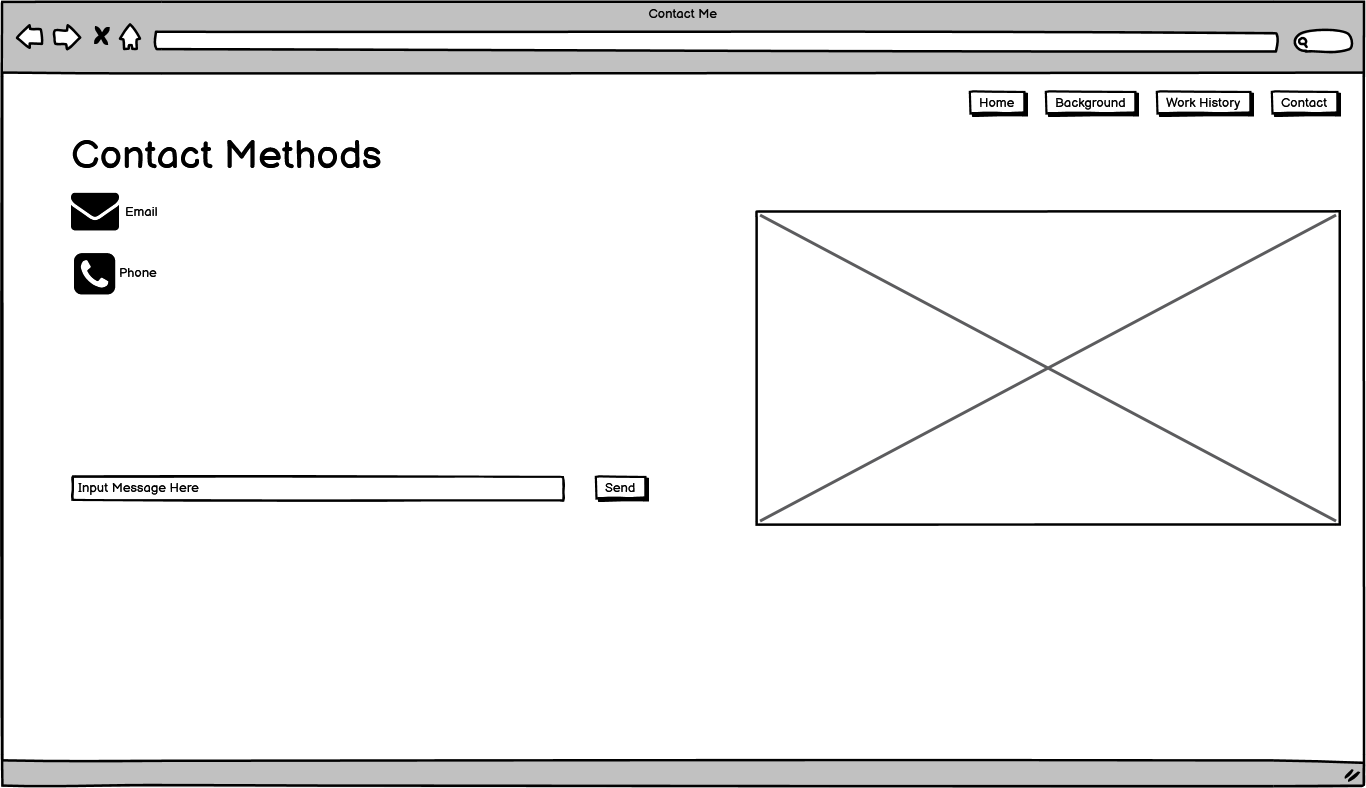 Contact Me
Home Background Work History Contact
Contact Methods
Email
Phone
Input Message Here Send